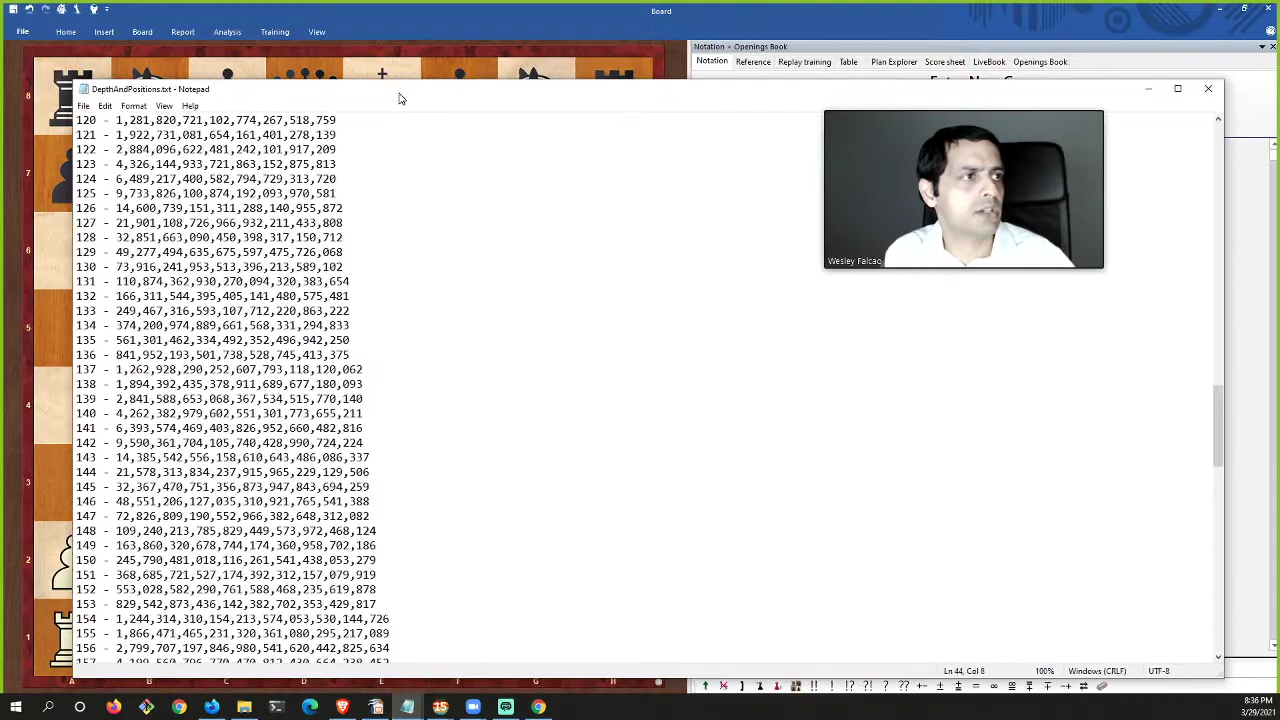 Board
File Home Insert Board Report Analysis Training View
Notation + Openings Book
Notation Reference Replay training Table Plan Explorer Score sheet LiveBook Openings Book
DepthAndPositions.txt - Notepad
File Edit Format View Help
120 - 1,281,820,721,102,774,267,518,759
121 - 1,922,731,081,654,161,401,278,139
122 - 2,884,096,622,481,242,101,917,209
123 - 4,326,144,933,721,863,152,875,813
124 - 6,489,217,400,582,794,729,313,720
125 - 9,733,826,100,874,192,093,970,581
126 - 14,600,739,151,311,288,140,955,872
127 - 21,901,108,726,966,932,211,433,808
128 - 32,851,663,090,450,398,317,150,712
129 - 49,277,494,635,675,597,475,726,068
130 - 73,916,241,953,513,396,213,589,102
131 - 110,874,362,930,270,094,320,383,654
132 - 166,311,544,395,405,141,480,575,481
133 - 249,467,316,593,107,712,220,863,222
134 - 374,200,974,889,661,568,331,294,833
135 - 561,301,462,334,492,352,496,942,250
136 - 841,952,193,501,738,528,745,413,375
137 - 1,262,928,290,252,607,793,118,120,062
138 - 1,894,392,435,378,911,689,677,180,093
139 - 2,841,588,653,068,367,534,515,770,140
140 - 4,262,382,979,602,551,301,773,655,211
141 - 6,393,574,469,403,826,952,660,482,816
142 - 9,590,361,704,105,740,428,990,724,224
143 - 14,385,542,556,158,610,643,486,086,337
144 - 21,578,313,834,237,915,965,229,129,506
145 - 32,367,470,751,356,873,947,843,694,259
146 - 48,551,206,127,035,310,921,765,541,388
147 - 72,826,809,190,552,966,382,648,312,082
148 - 109,240,213,785,829,449,573,972,468,124
149 - 163,860,320,678,744,174,360,958,702,186
150 - 245,790,481,018,116,261,541,438,053,279
151 - 368,685,721,527,174,392,312,157,079,919
152 - 553,028,582,290,761,588,468,235,619,878
153 - 829,542,873,436,142,382,702,353,429,817
154 - 1,244,314,310,154,213,574,053,530,144,726
155 - 1,866,471,465,231,320,361,080,295,217,089
156 - 2,799,707,197,846,980,541,620,442,825,634
157 - 4,199,560,796,770,470,812,430,664,238,452
Wesley Falcao
Ln 44, Col 8 100% Windows (CRLF) UTF-8
8
7
6
5
4
3
2
1
A B C D E F G H
8:36 PM
3/29/2021